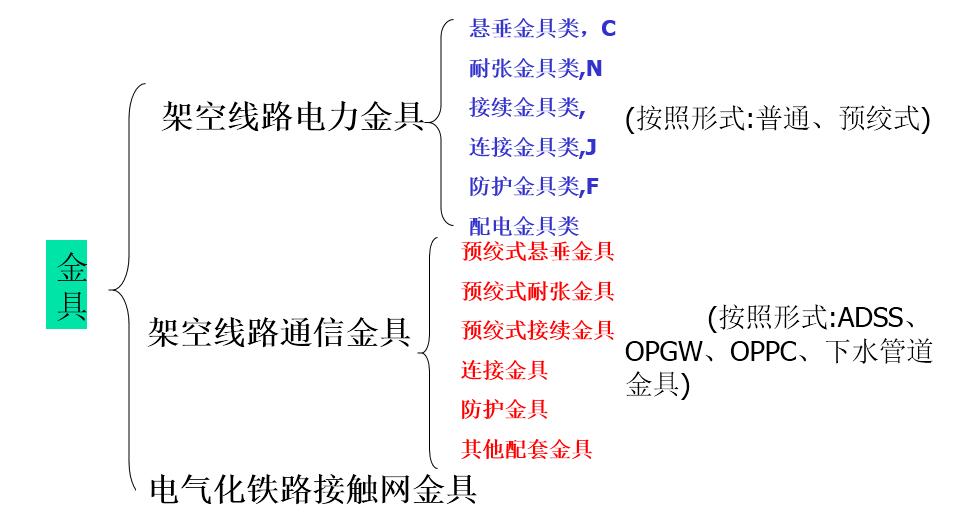 金具
架空线路电力金具
悬垂金具类，C
耐张金具类,N
接续金具类,
连接金具类,J
防护金具类,F
配电金具类
(按照形式:普通、预绞式)
架空线路通信金具
预绞式悬垂金具
预绞式耐张金具
预绞式接续金具
连接金具
防护金具
其他配套金具
(按照形式:ADSS、
OPGW、OPPC、下水管道
金具)
电气化铁路接触网金具